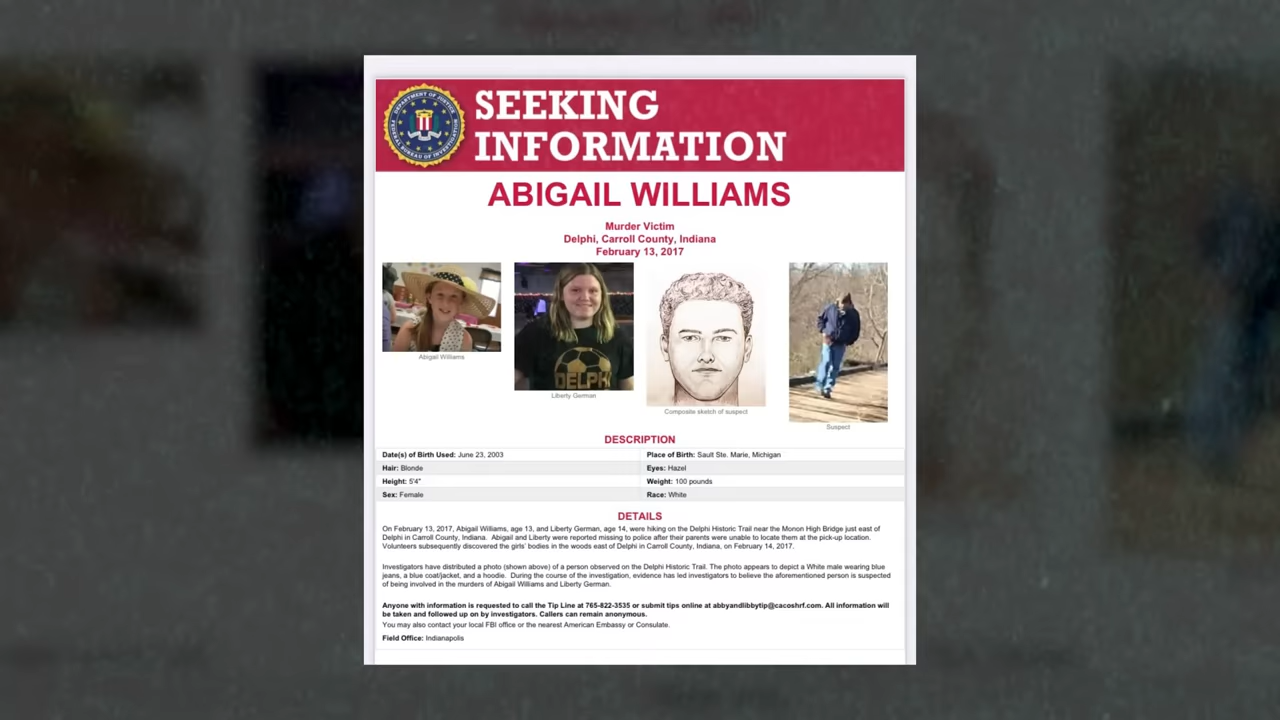 SEEKING
INFORMATION
DEPARTMENT OF JUSTICE
FEDERAL BUREAU OF INVESTIGATION
ABIGAIL WILLIAMS
Murder Victim
Delphi, Carroll County, Indiana
February 13, 2017
DELPH
Abigail Williams
Liberty German
Composite sketch of suspect
Suspect
DESCRIPTION
Date(s) of Birth Used: June 23, 2003 Place of Birth: Sault Ste. Marie, Michigan
Hair: Blonde Eyes: Hazel
Height: 5'4" Weight: 100 pounds
Sex: Female Race: White
DETAILS
On February 13, 2017, Abigail Williams, age 13, and Liberty German, age 14, were hiking on the Delphi Historic Trail near the Monon High Bridge just east of
Delphi in Carroll County, Indiana. Abigail and Liberty were reported missing to police after their parents were unable to locate them at the pick-up location.
Volunteers subsequently discovered the girls' bodies in the woods east of Delphi in Carroll County, Indiana, on February 14, 2017.
Investigators have distributed a photo (shown above) of a person observed on the Delphi Historic Trail. The photo appears to depict a White male wearing blue
jeans, a blue coat/jacket, and a hoodie. During the course of the investigation, evidence has led investigators to believe the aforementioned person is suspected
of being involved in the murders of Abigail Williams and Liberty German.
Anyone with information is requested to call the Tip Line at 765-822-3535 or submit tips online at abbyandlibbytip@cacoshrf.com. All information will
be taken and followed up on by investigators. Callers can remain anonymous.
You may also contact your local FBI office or the nearest American Embassy or Consulate.
Field Office: Indianapolis